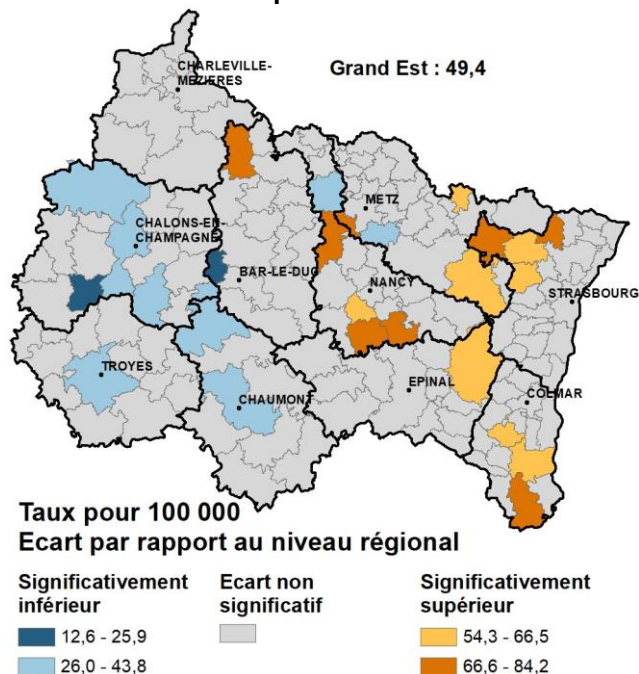 CHARLEVILLE-
MEZIERES
Grand Est : 49,4
METZ
CHALONS-EN-
CHAMPAGNE
BAR-LE-DUC
NANCY
STRASBOURG
TROYES
CHAUMONT
EPINAL
COLMAR
Taux pour 100 000
Ecart par rapport au niveau régional
Significativement
inférieur
12,6 - 25,9
26,0 - 43,8
Ecart non
significatif
Significativement
supérieur
54,3 - 66,5
66,6 - 84,2